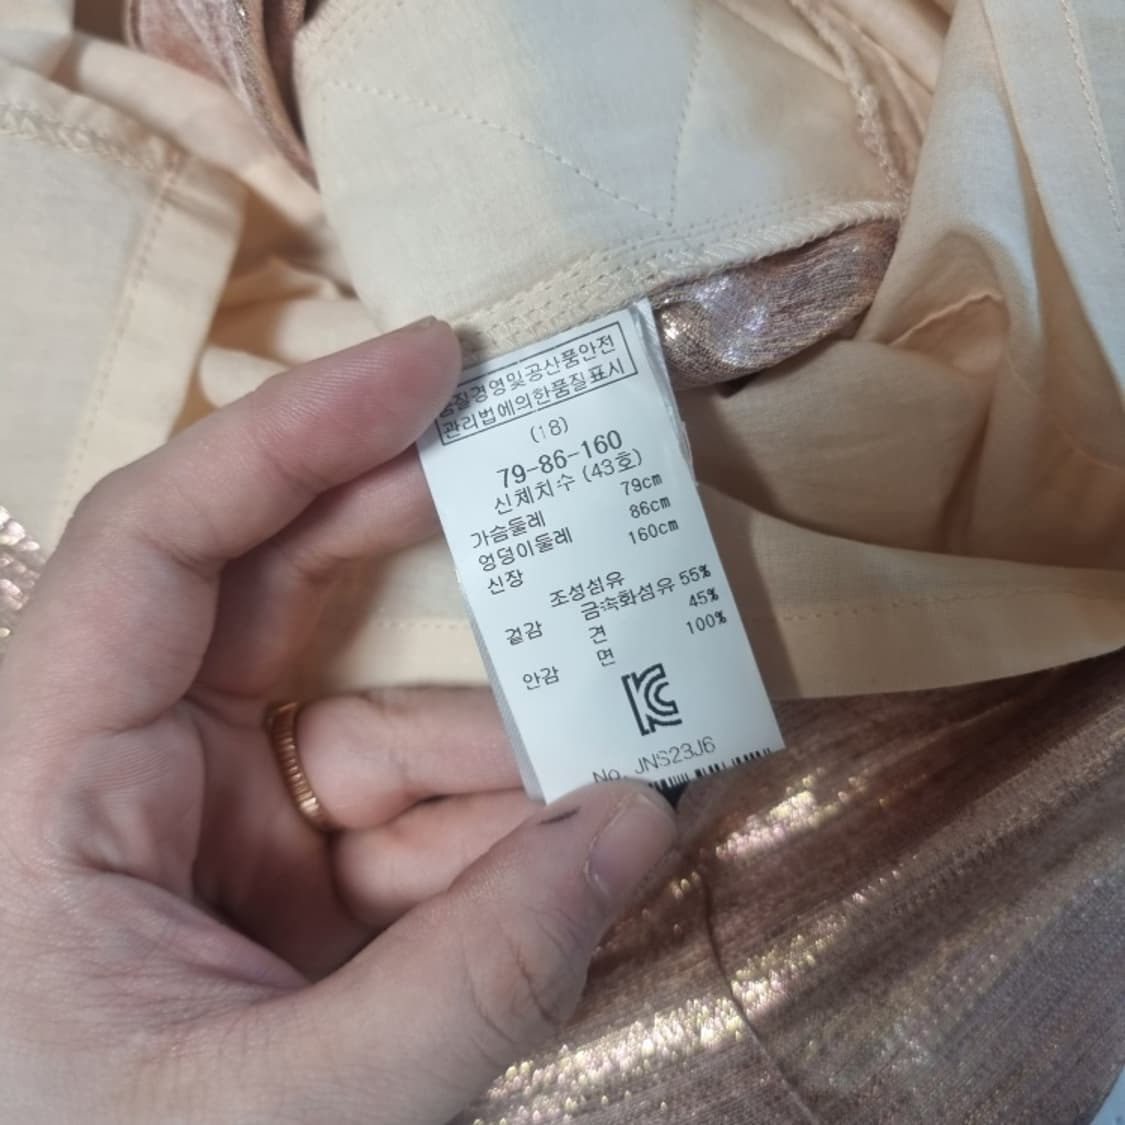 품질경영및공산품안전
관리법에의한품질표시
(18)
79-86-160
신체치수 (43호)
가슴둘레 79cm
엉덩이둘레 86cm
신장 160cm
조성섬유
겉감 금속화섬유 55%
견 45%
안감 면 100%
No. JNS23J6